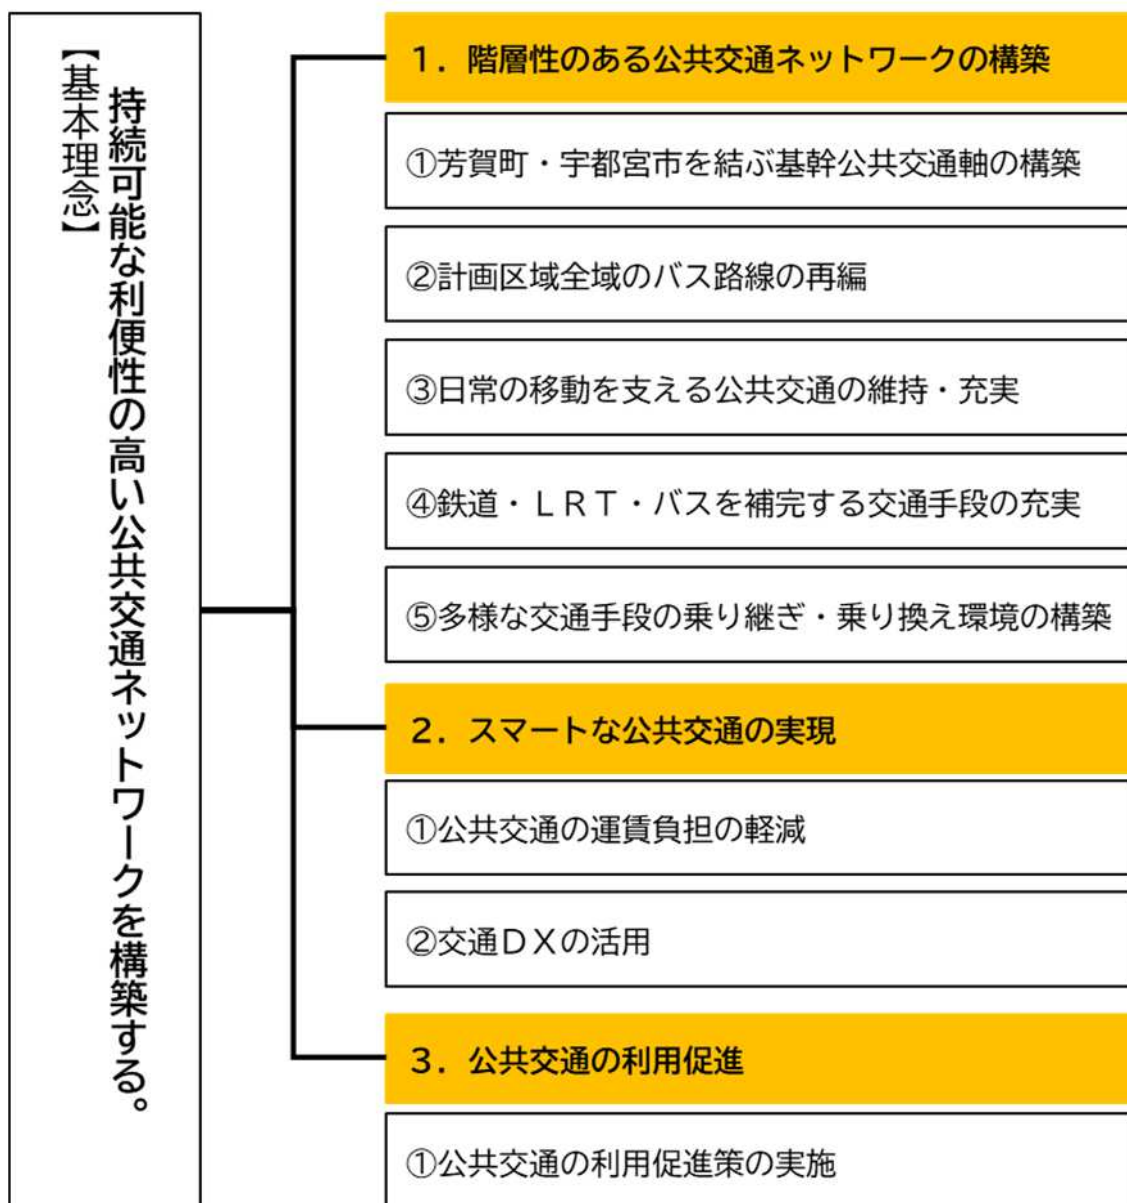 持続可能な利便性の高い公共交通ネットワークを構築する。
【基本理念】
１．階層性のある公共交通ネットワークの構築
①芳賀町・宇都宮市を結ぶ基幹公共交通軸の構築
②計画区域全域のバス路線の再編
③日常の移動を支える公共交通の維持・充実
④鉄道・ＬＲＴ・バスを補完する交通手段の充実
⑤多様な交通手段の乗り継ぎ・乗り換え環境の構築
２．スマートな公共交通の実現
①公共交通の運賃負担の軽減
②交通ＤＸの活用
３．公共交通の利用促進
①公共交通の利用促進策の実施